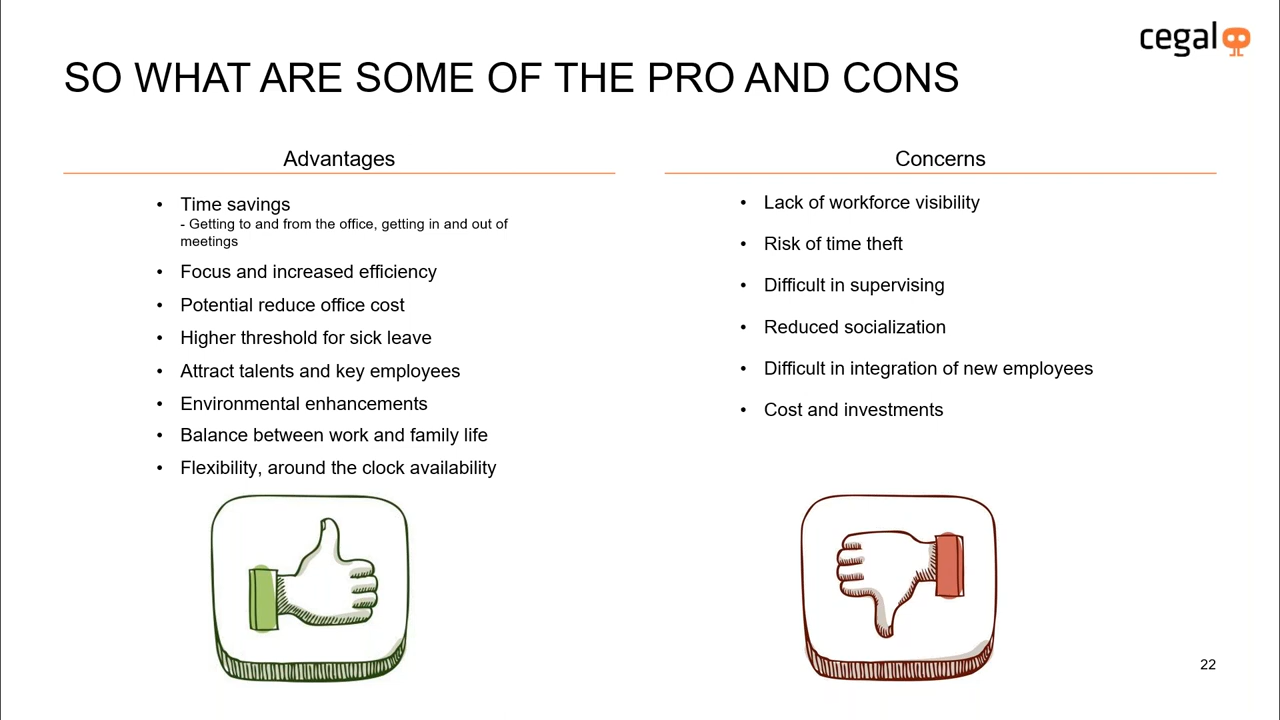 cegal
SO WHAT ARE SOME OF THE PRO AND CONS
Advantages
• Time savings
- Getting to and from the office, getting in and out of
meetings
• Focus and increased efficiency
• Potential reduce office cost
• Higher threshold for sick leave
• Attract talents and key employees
• Environmental enhancements
• Balance between work and family life
• Flexibility, around the clock availability
Concerns
• Lack of workforce visibility
• Risk of time theft
• Difficult in supervising
• Reduced socialization
• Difficult in integration of new employees
• Cost and investments
22